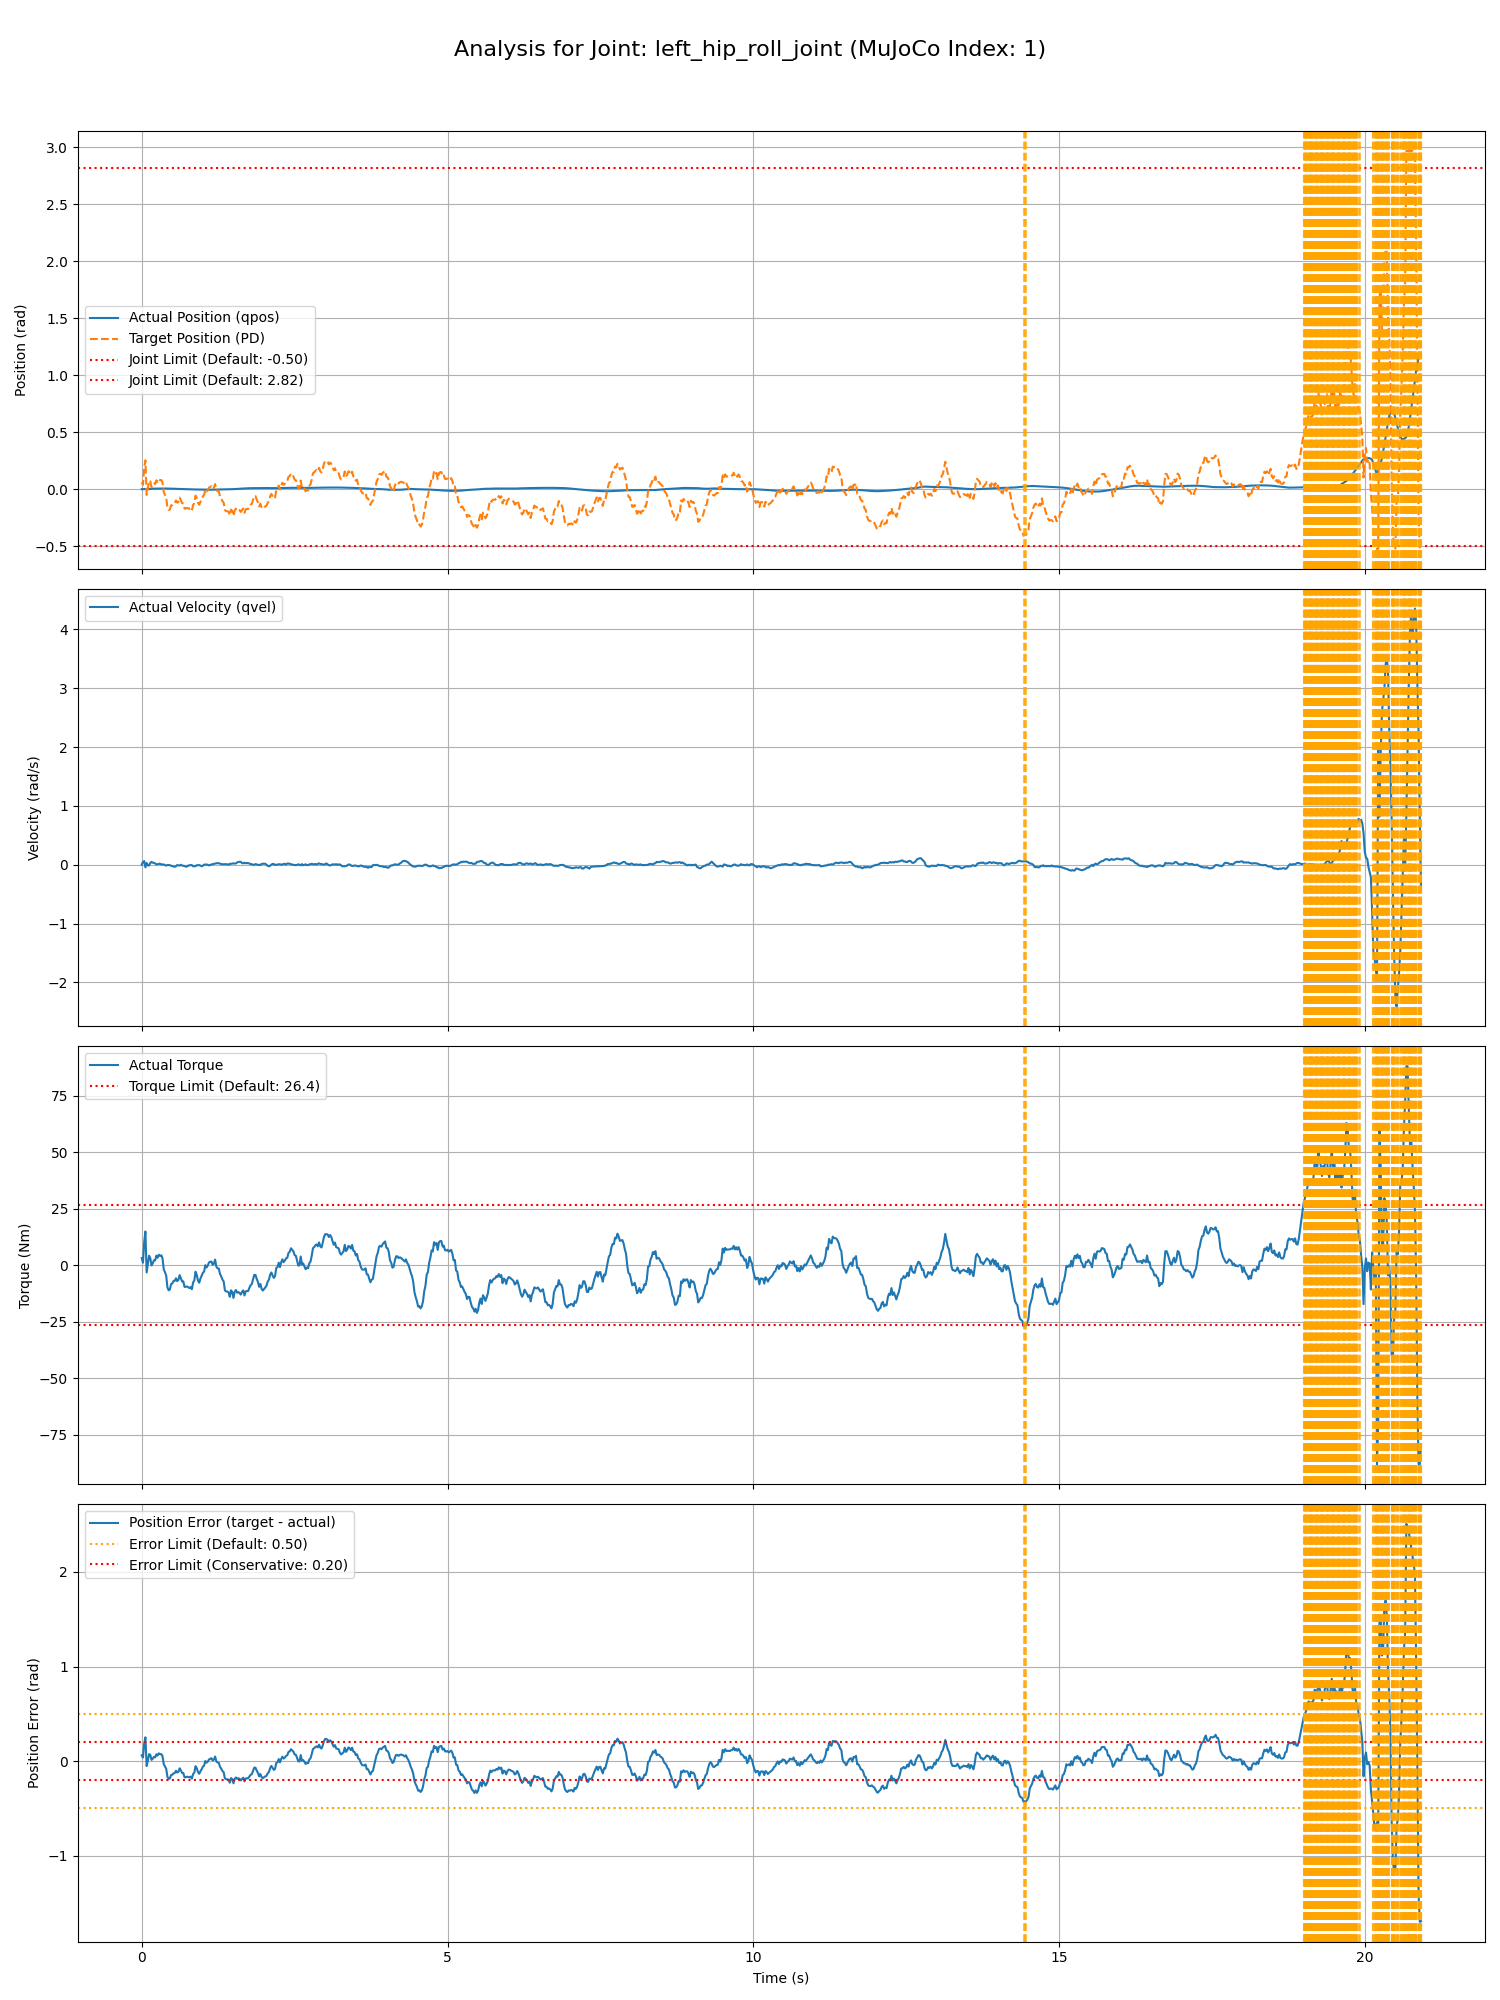 Analysis for Joint: left_hip_roll_joint (MuJoCo Index: 1)
3.0
2.5
2.0
1.5
1.0
0.5
0.0
−0.5
Position (rad)
Actual Position (qpos)
Target Position (PD)
Joint Limit (Default: -0.50)
Joint Limit (Default: 2.82)
4
3
2
1
0
−1
−2
Velocity (rad/s)
Actual Velocity (qvel)
75
50
25
0
−25
−50
−75
Torque (Nm)
Actual Torque
Torque Limit (Default: 26.4)
2
1
0
−1
Position Error (rad)
Position Error (target - actual)
Error Limit (Default: 0.50)
Error Limit (Conservative: 0.20)
0 5 10 15 20
Time (s)